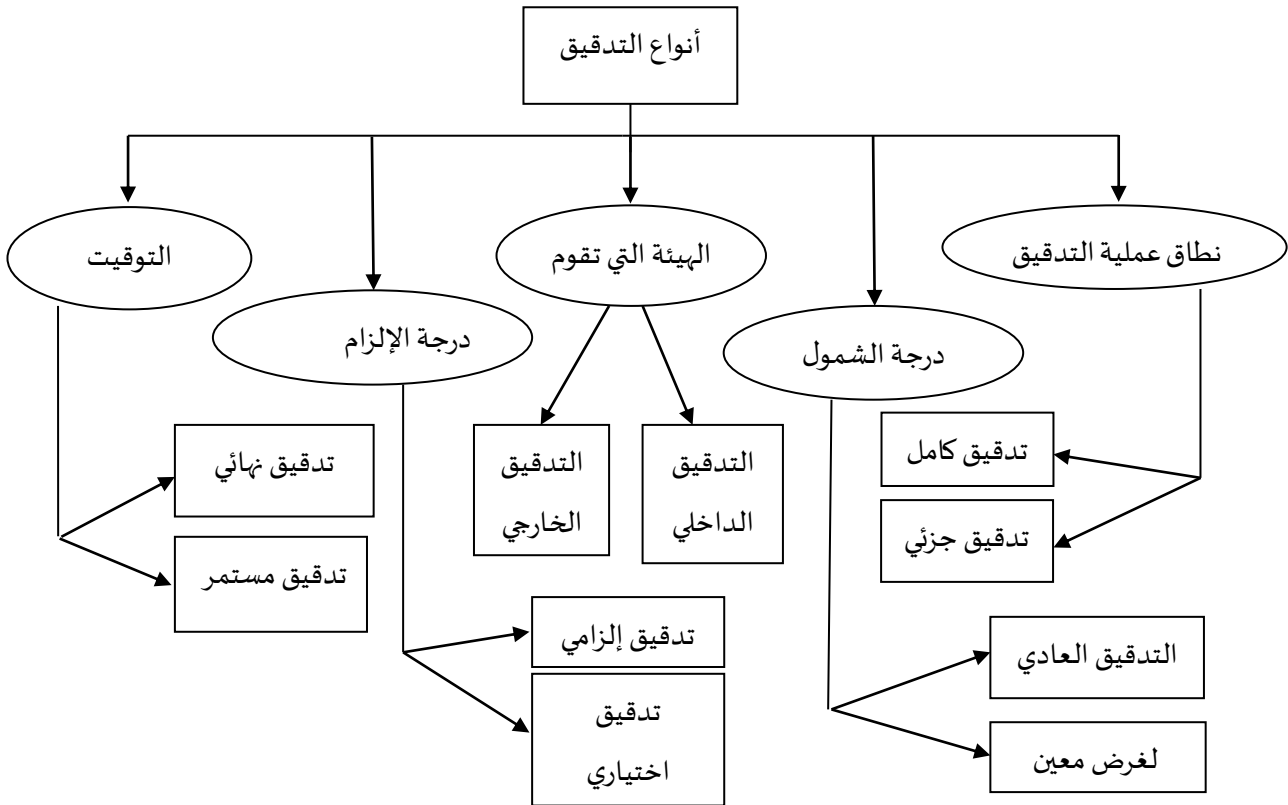 أنواع التدقيق
نطاق عملية التدقيق
الهيئة التي تقوم
التوقيت
درجة الشمول
درجة الإلزام
تدقيق كامل
تدقيق جزئي
التدقيق
الداخلي
التدقيق
الخارجي
تدقيق نهائي
تدقيق مستمر
التدقيق العادي
لغرض معين
تدقيق إلزامي
تدقيق
اختياري